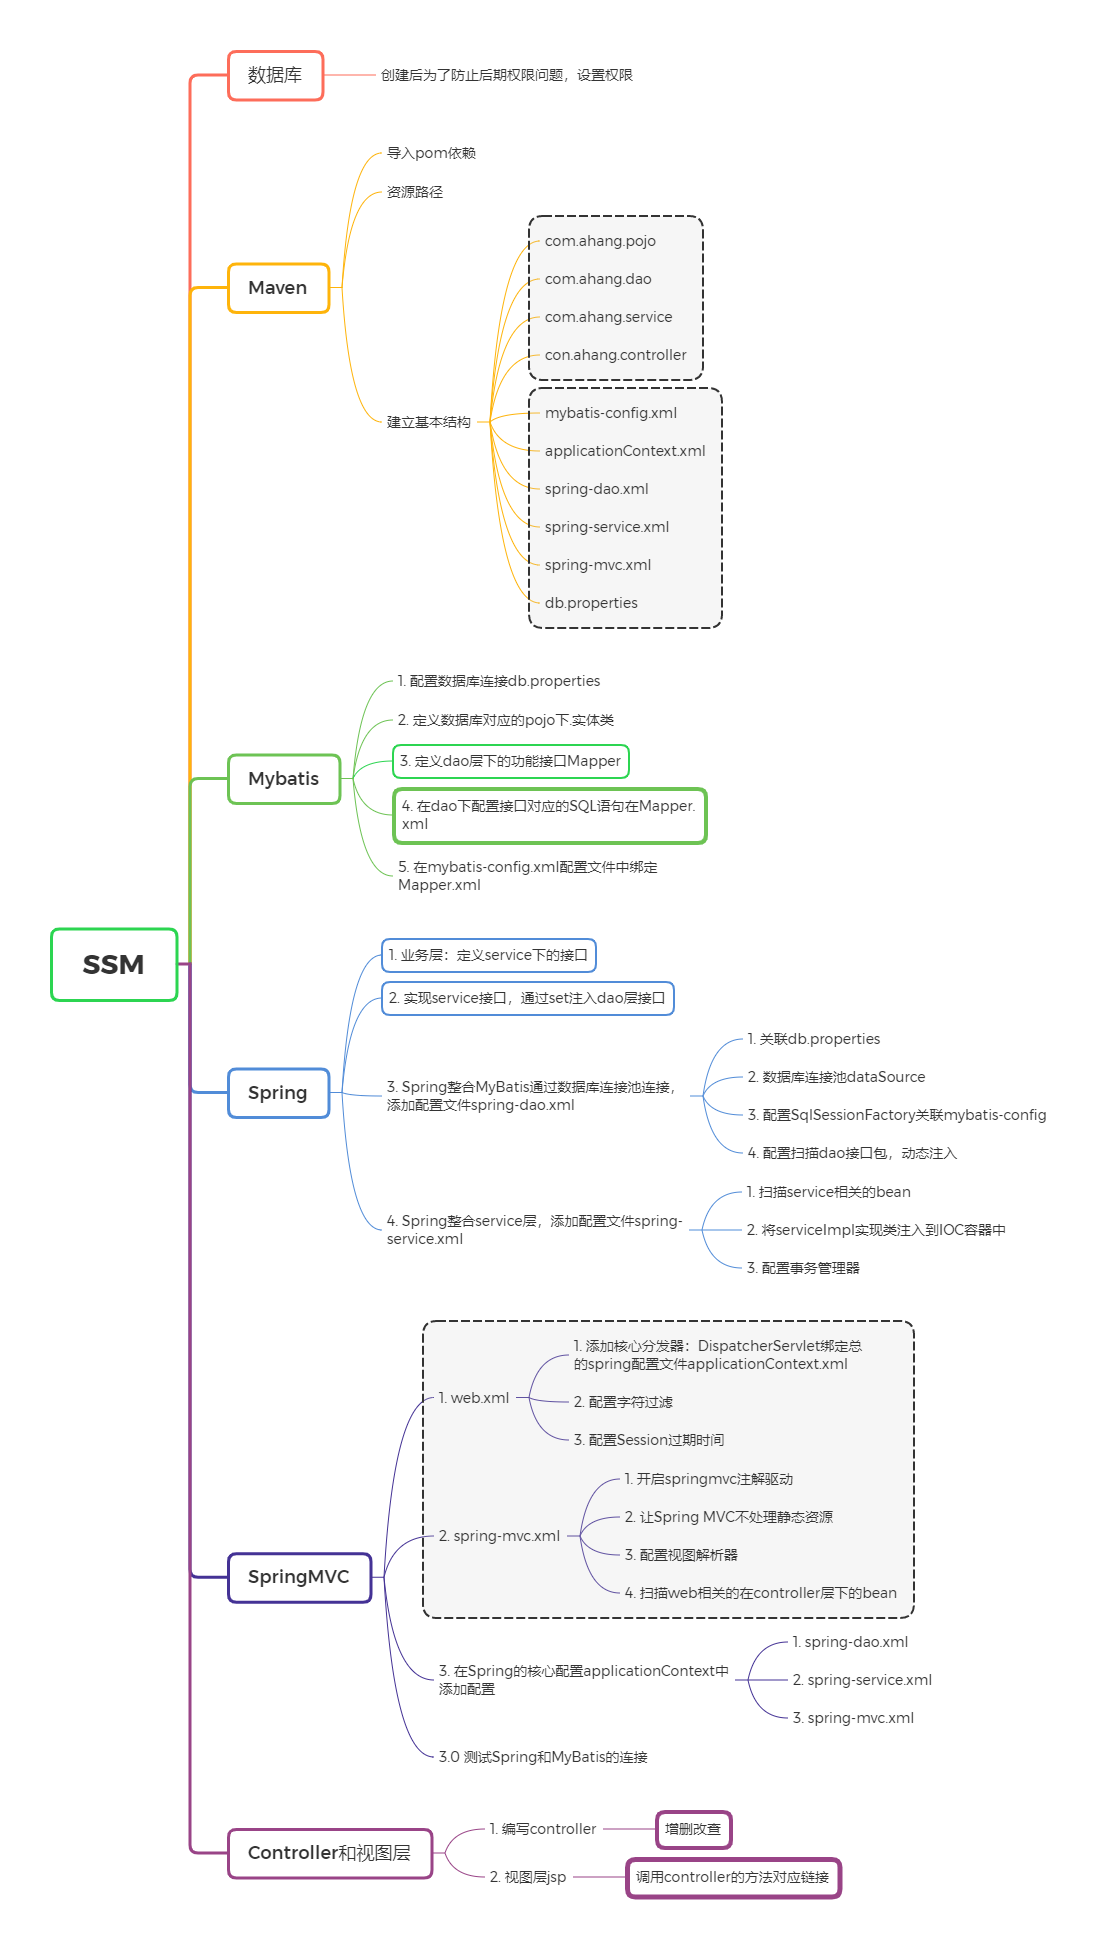 SSM
数据库
创建后为了防止后期权限问题，设置权限
Maven
导入pom依赖
资源路径
建立基本结构
com.ahang.pojo
com.ahang.dao
com.ahang.service
con.ahang.controller
mybatis-config.xml
applicationContext.xml
spring-dao.xml
spring-service.xml
spring-mvc.xml
db.properties
Mybatis
1. 配置数据库连接db.properties
2. 定义数据库对应的pojo下.实体类
3. 定义dao层下的功能接口Mapper
4. 在dao下配置接口对应的SQL语句在Mapper.
xml
5. 在mybatis-config.xml配置文件中绑定
Mapper.xml
Spring
1. 业务层：定义service下的接口
2. 实现service接口，通过set注入dao层接口
3. Spring整合MyBatis通过数据库连接池连接，
添加配置文件spring-dao.xml
1. 关联db.properties
2. 数据库连接池dataSource
3. 配置SqlSessionFactory关联mybatis-config
4. 配置扫描dao接口包，动态注入
4. Spring整合service层，添加配置文件spring-
service.xml
1. 扫描service相关的bean
2. 将serviceImpl实现类注入到IOC容器中
3. 配置事务管理器
SpringMVC
1. web.xml
1. 添加核心分发器：DispatcherServlet绑定总
的spring配置文件applicationContext.xml
2. 配置字符过滤
3. 配置Session过期时间
2. spring-mvc.xml
1. 开启springmvc注解驱动
2. 让Spring MVC不处理静态资源
3. 配置视图解析器
4. 扫描web相关的在controller层下的bean
3. 在Spring的核心配置applicationContext中
添加配置
1. spring-dao.xml
2. spring-service.xml
3. spring-mvc.xml
3.0 测试Spring和MyBatis的连接
Controller和视图层
1. 编写controller
增删改查
2. 视图层jsp
调用controller的方法对应链接